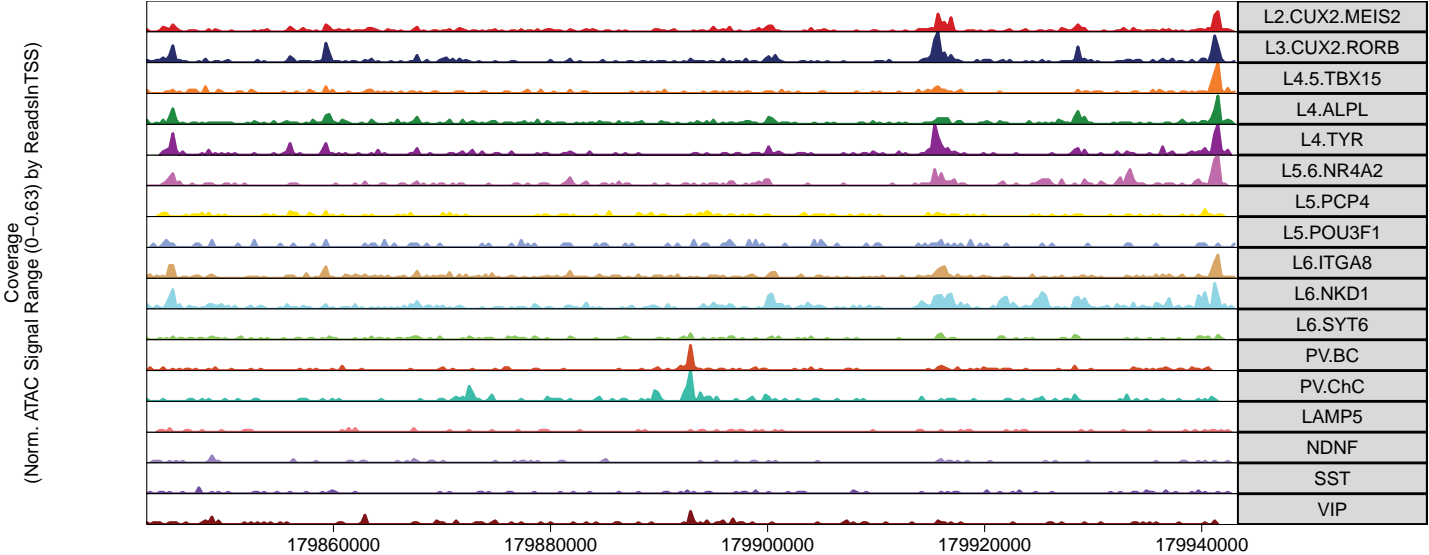 Coverage
(Norm. ATAC Signal Range (0−0.63) by ReadsInTSS)
L2.CUX2.MEIS2
L3.CUX2.RORB
L4.5.TBX15
L4.ALPL
L4.TYR
L5.6.NR4A2
L5.PCP4
L5.POU3F1
L6.ITGA8
L6.NKD1
L6.SYT6
PV.BC
PV.ChC
LAMP5
NDNF
SST
VIP
179860000 179880000 179900000 179920000 179940000